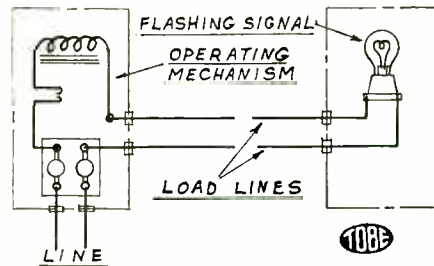 FLASHING SIGNAL
OPERATING
MECHANISM
LOAD LINES
TOBE
LINE